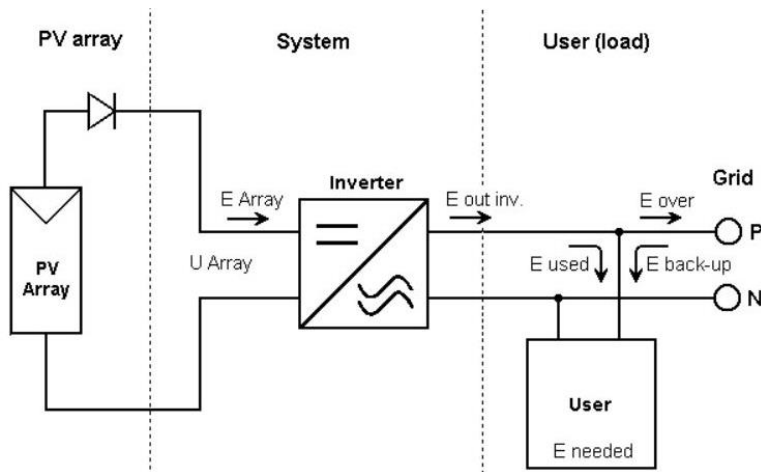 PV array
System
User (load)
E Array
Inverter
E out inv.
E over
Grid
P
PV
Array
U Array
E used
E back-up
N
User
E needed